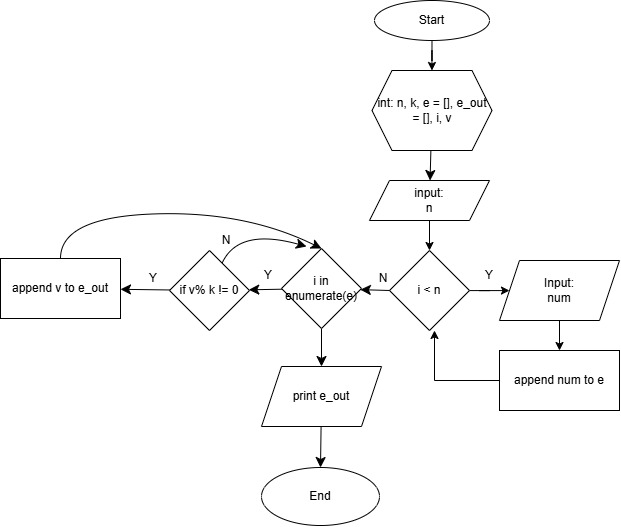 Start
int: n, k, e = [], e_out
= [], i, v
input:
n
i < n
Y
Input:
num
append num to e
N
i in
enumerate(e)
Y
if v% k != 0
N
Y
append v to e_out
print e_out
End